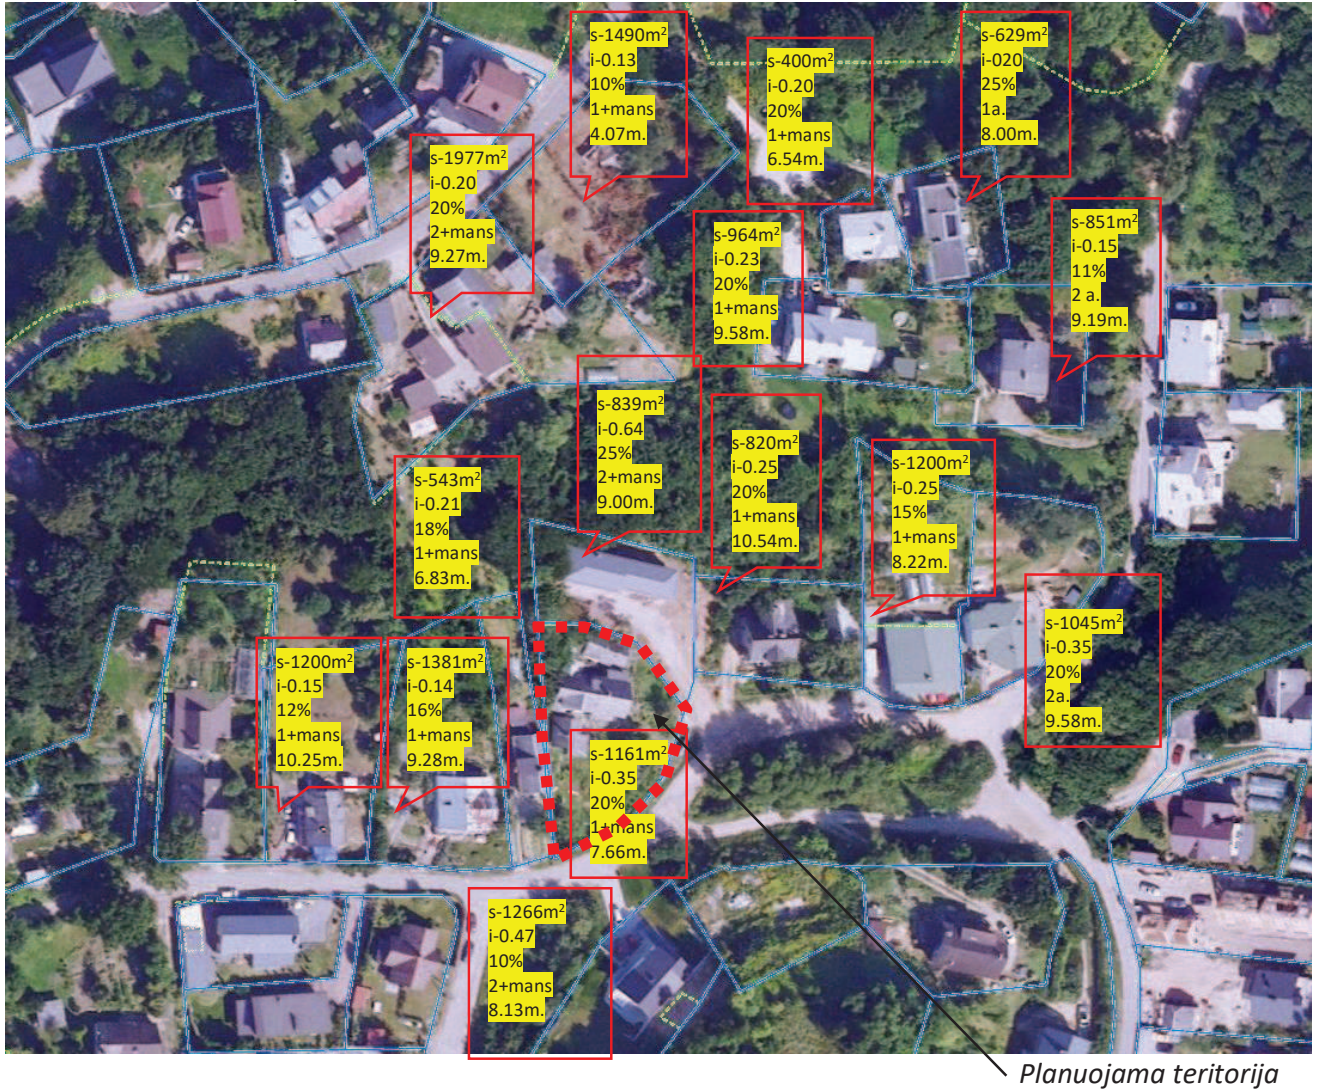 s-1490m²
i-0.13
10%
1+mans
4.07m.
s-400m²
i-0.20
20%
1+mans
6.54m.
s-629m²
i-020
25%
1a.
8.00m.
s-1977m²
i-0.20
20%
2+mans
9.27m.
s-964m²
i-0.23
20%
1+mans
9.58m.
s-851m²
i-0.15
11%
2 a.
9.19m.
s-839m²
i-0.64
25%
2+mans
9.00m.
s-820m²
i-0.25
20%
1+mans
10.54m.
s-1200m²
i-0.25
15%
1+mans
8.22m.
s-543m²
i-0.21
18%
1+mans
6.83m.
s-1045m²
i-0.35
20%
2a.
9.58m.
s-1200m²
i-0.15
12%
1+mans
10.25m.
s-1381m²
i-0.14
16%
1+mans
9.28m.
s-1161m²
i-0.35
20%
1+mans
7.66m.
s-1266m²
i-0.47
10%
2+mans
8.13m.
Planuojama teritorija